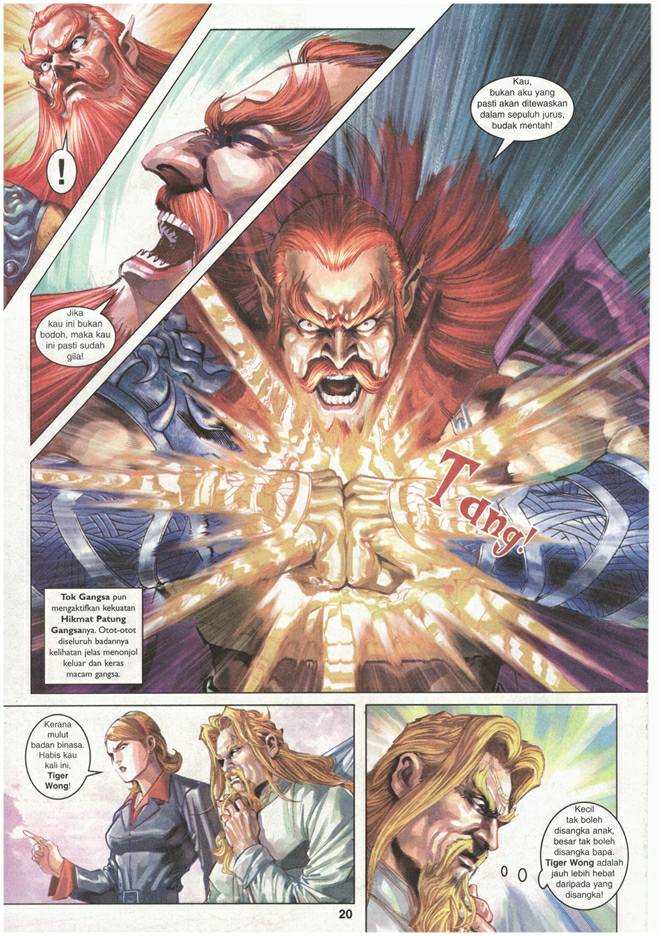 !
Jika
kau ini bukan
bodoh, maka kau
ini pasti sudah
gila!
Kau,
bukan aku yang
pasti akan ditewaskan
dalam sepuluh jurus,
budak mentah!
Tang!
Tok Gangsa pun
mengaktifkan kekuatan
Hikmat Patung
Gangsanya. Otot-otot
diseluruh badannya
kelihatan jelas menonjol
keluar dan keras
macam gangsa.
Kerana
mulut
badan binasa.
Habis kau
kali ini,
Tiger
Wong!
Kecil
tak boleh
disangka anak,
besar tak boleh
disangka bapa.
Tiger Wong adalah
jauh lebih hebat
daripada yang
disangka!
20